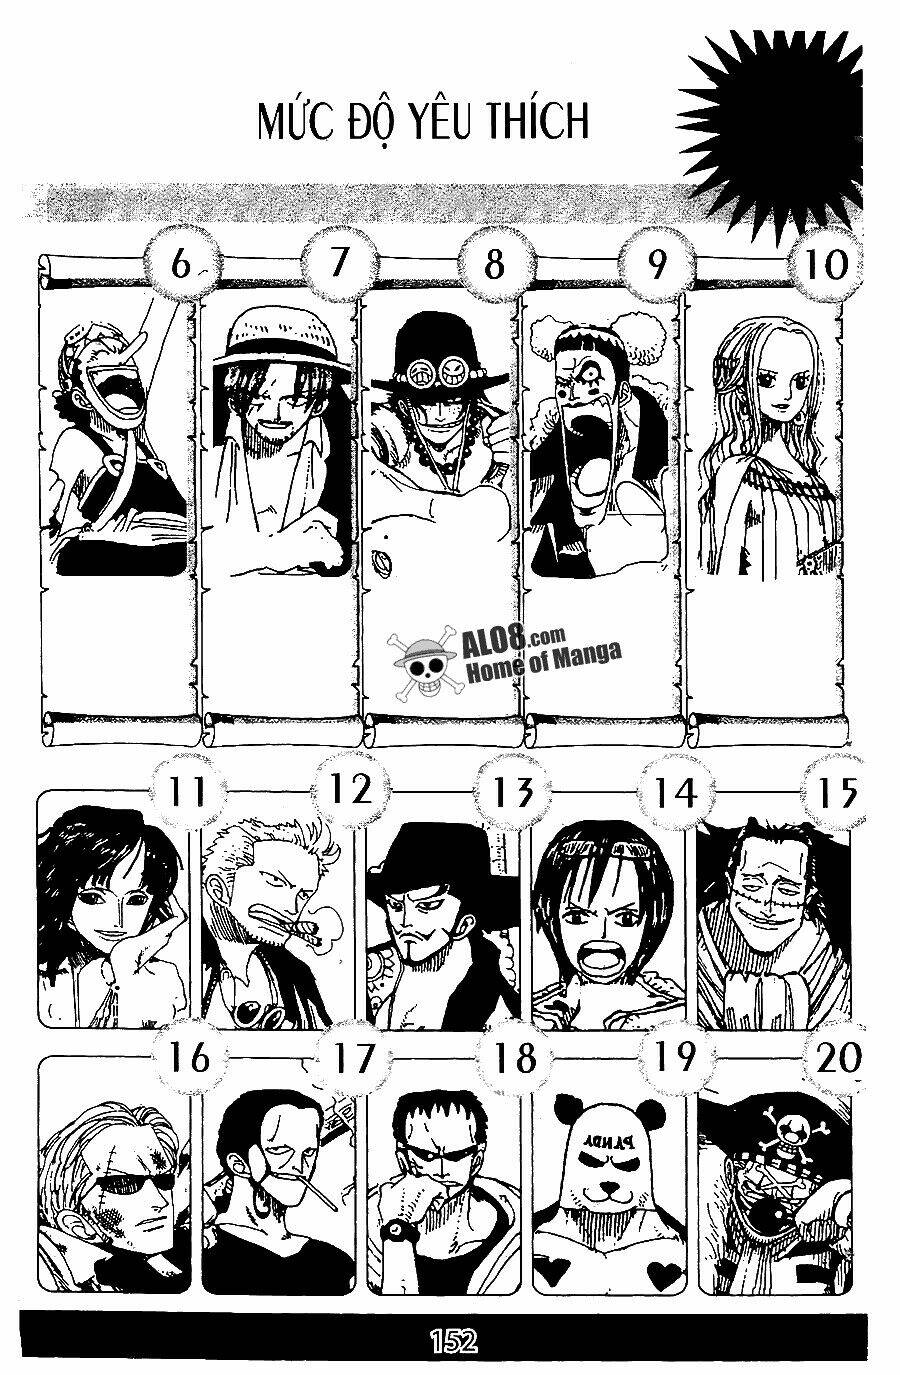 MỨC ĐỘ YÊU THÍCH
6 7 8 9 10
ALO8.com
Home of Manga
11 12 13 14 15
16 17 18 19 20
PANDA
152